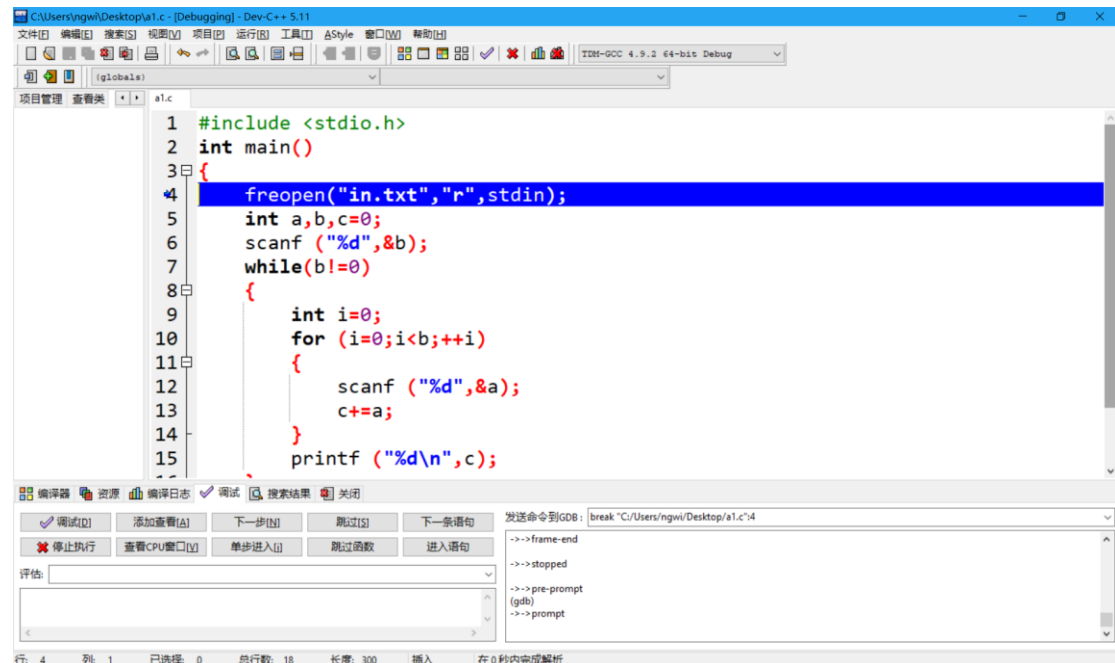 C:\Users\ngwi\Desktop\a1.c - [Debugging] - Dev-C++ 5.11
文件[F] 编辑[E] 搜索[S] 视图[V] 项目[P] 运行[R] 工具[T] AStyle 窗口[W] 帮助[H]
TDM-GCC 4.9.2 64-bit Debug
(globals)
项目管理 查看类 a1.c
1 #include <stdio.h>
2 int main()
3 {
4 freopen("in.txt","r",stdin);
5 int a,b,c=0;
6 scanf ("%d",&b);
7 while(b!=0)
8 {
9 int i=0;
10 for (i=0;i<b;++i)
11 {
12 scanf ("%d",&a);
13 c+=a;
14 }
15 printf ("%d\n",c);
编译器 资源 编译日志 调试 搜索结果 关闭
调试[D] 添加查看[A] 下一步[N] 跳过[S] 下一条语句 发送命令到GDB: break "C:/Users/ngwi/Desktop/a1.c":4
停止执行 查看CPU窗口[V] 单步进入[i] 跳过函数 进入语句
评估:
->->frame-end
->->stopped
->->pre-prompt
(gdb)
->->prompt
行: 4 列: 1 已选择: 0 总行数: 18 长度: 300 插入 在 0 秒内完成解析